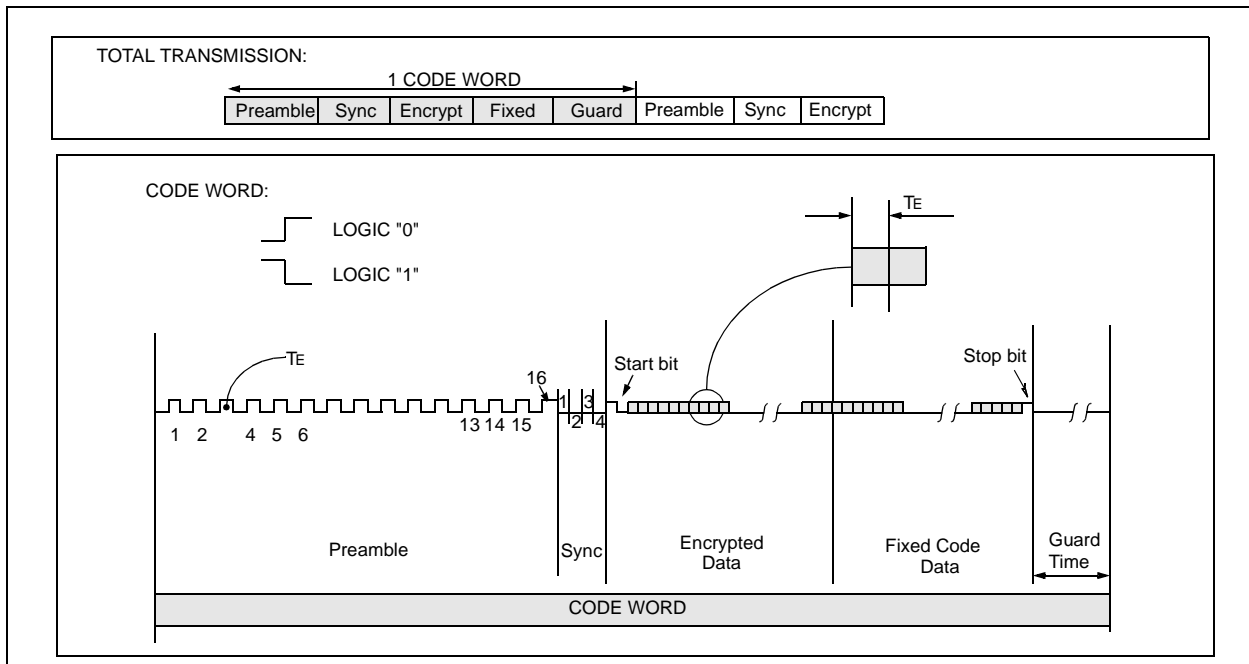 TOTAL TRANSMISSION:
1 CODE WORD
Preamble Sync Encrypt Fixed Guard Preamble Sync Encrypt
CODE WORD:
LOGIC "0"
LOGIC "1"
TE
TE
Start bit
Stop bit
16
1 3
2 4
1 2 4 5 6 13 14 15
Preamble
Sync
Encrypted
Data
Fixed Code
Data
Guard
Time
CODE WORD